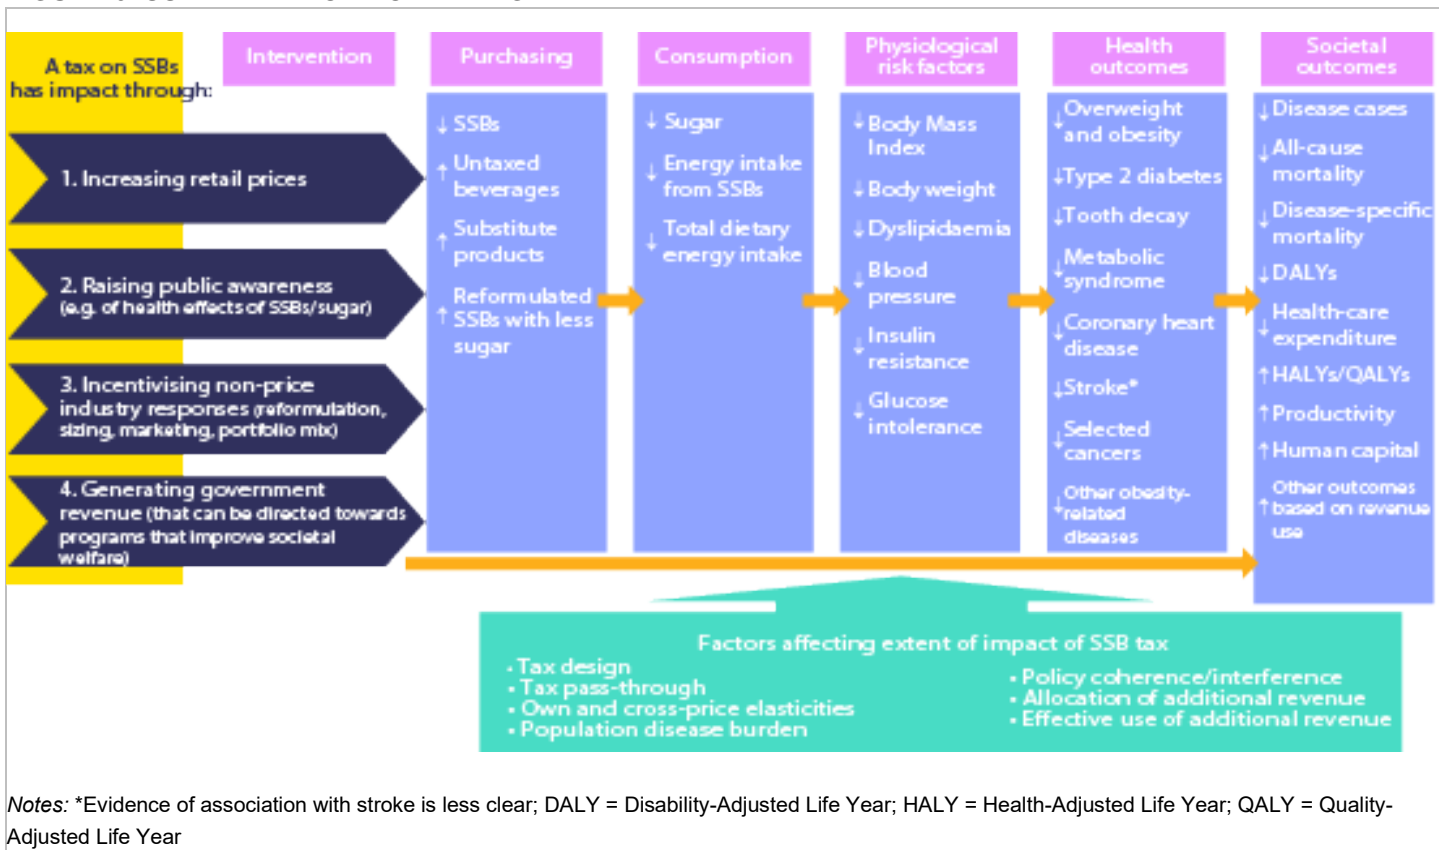 A tax on SSBs
has impact through:
Intervention
Purchasing
Consumption
Physiological
risk factors
Health
outcomes
Societal
outcomes
1. Increasing retail prices
2. Raising public awareness
(e.g. of health effects of SSBs/sugar)
3. Incentivising non-price
industry responses (reformulation,
sizing, marketing, portfolio mix)
4. Generating government
revenue (that can be directed towards
programs that improve societal
welfare)
↓ SSBs
↑ Untaxed
beverages
↑ Substitute
products
↑ Reformulated
SSBs with less
sugar
↓ Sugar
↓ Energy intake
from SSBs
↓ Total dietary
energy intake
↓ Body Mass
Index
↓ Body weight
↓ Dyslipidaemia
↓ Blood
pressure
↓ Insulin
resistance
↓ Glucose
intolerance
↓ Overweight
and obesity
↓ Type 2 diabetes
↓ Tooth decay
↓ Metabolic
syndrome
↓ Coronary heart
disease
↓ Stroke*
↓ Selected
cancers
↓ Other obesity-
related
diseases
↓ Disease cases
↓ All-cause
mortality
↓ Disease-specific
mortality
↓ DALYs
↓ Health-care
expenditure
↑ HALYs/QALYs
↑ Productivity
↑ Human capital
↑ Other outcomes
based on revenue
use
Factors affecting extent of impact of SSB tax
• Tax design
• Tax pass-through
• Own and cross-price elasticities
• Population disease burden
• Policy coherence/interference
• Allocation of additional revenue
• Effective use of additional revenue
Notes: *Evidence of association with stroke is less clear; DALY = Disability-Adjusted Life Year; HALY = Health-Adjusted Life Year; QALY = Quality-
Adjusted Life Year